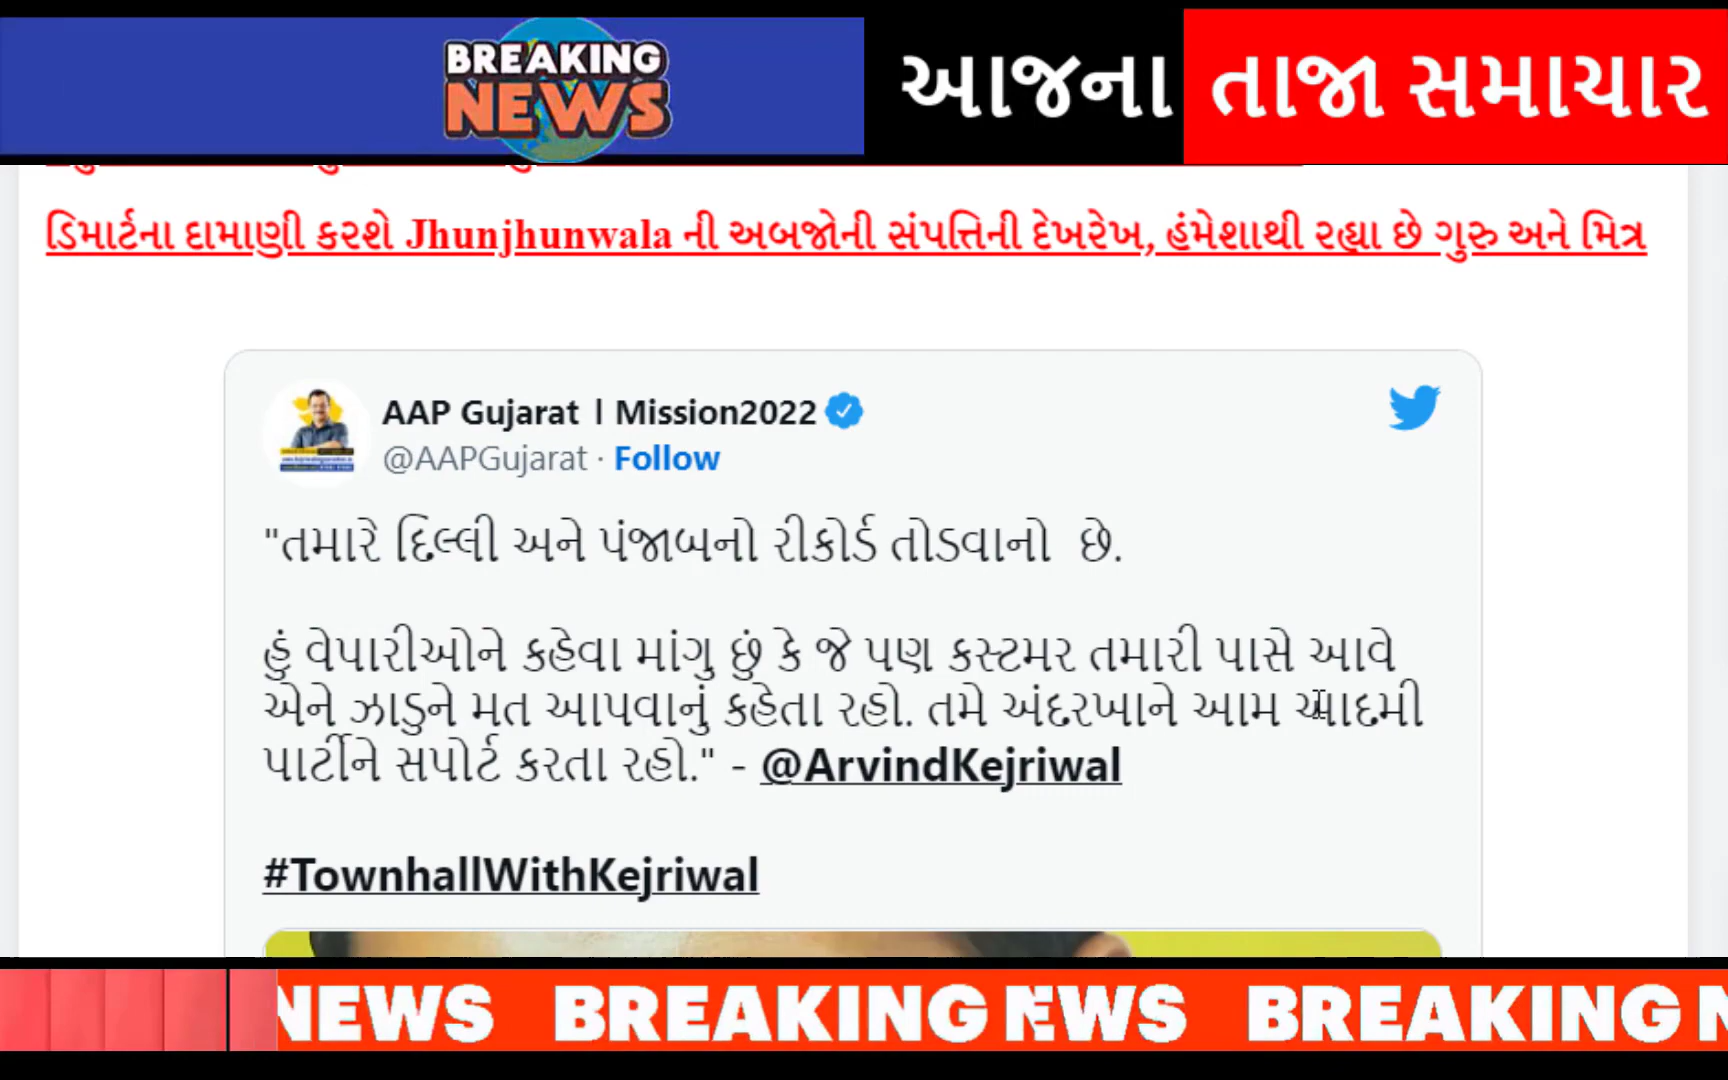 BREAKING
NEWS
આજના તાજા સમાચાર
ડિમાર્ટના દામાણી કરશે Jhunjhunwala ની અબજોની સંપત્તિની દેખરેખ, હંમેશાથી રહ્યા છે ગુરુ અને મિત્ર
AAP Gujarat | Mission2022
@AAPGujarat · Follow
"તમારે દિલ્લી અને પંજાબનો રીકોર્ડ તોડવાનો છે.
હું વેપારીઓને કહેવા માંગુ છું કે જે પણ કસ્ટમર તમારી પાસે આવે
એને ઝાડુને મત આપવાનું કહેતા રહો. તમે અંદરખાને આમ આદમી
પાર્ટીને સપોર્ટ કરતા રહો." - @ArvindKejriwal
#TownhallWithKejriwal
NEWS BREAKING NEWS BREAKING N